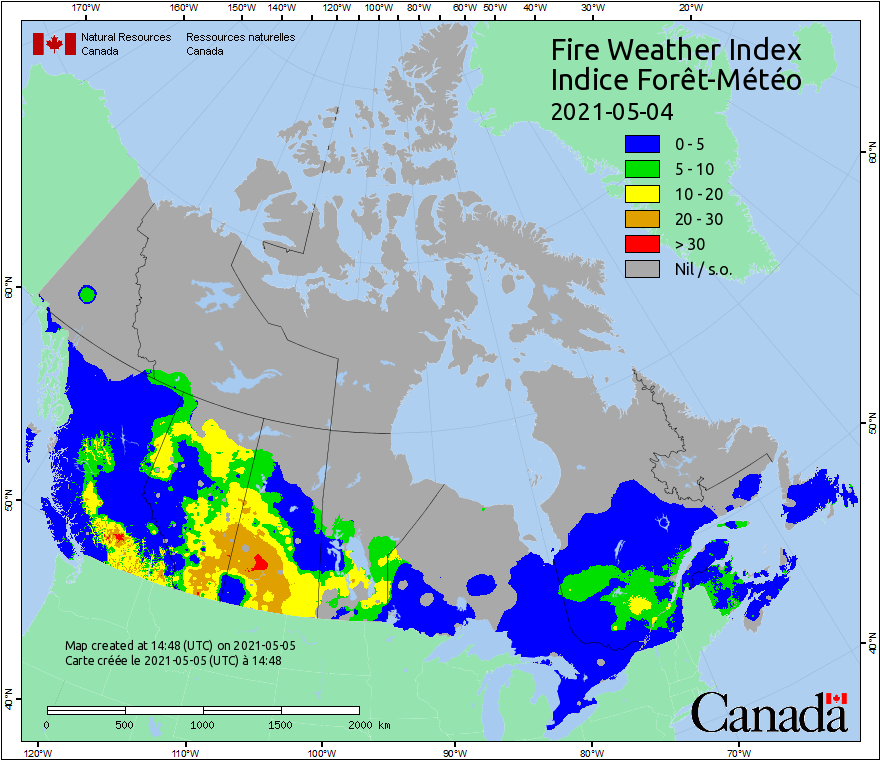 170°W 160°W 150°W 140°W 130°W 120°W 110°W 100°W 90°W 80°W 60°W 50°W 40°W 30°W 20°W
Natural Resources Ressources naturelles
Canada Canada
Fire Weather Index
Indice Forêt-Météo
2021-05-04
0 - 5
5 - 10
10 - 20
20 - 30
> 30
Nil / s.o.
60°N
60°N
50°N
50°N
40°N
40°N
Map created at 14:48 (UTC) on 2021-05-05
Carte créée le 2021-05-05 (UTC) à 14:48
0 500 1000 1500 2000 km
Canada
120°W 110°W 100°W 90°W 80°W 70°W